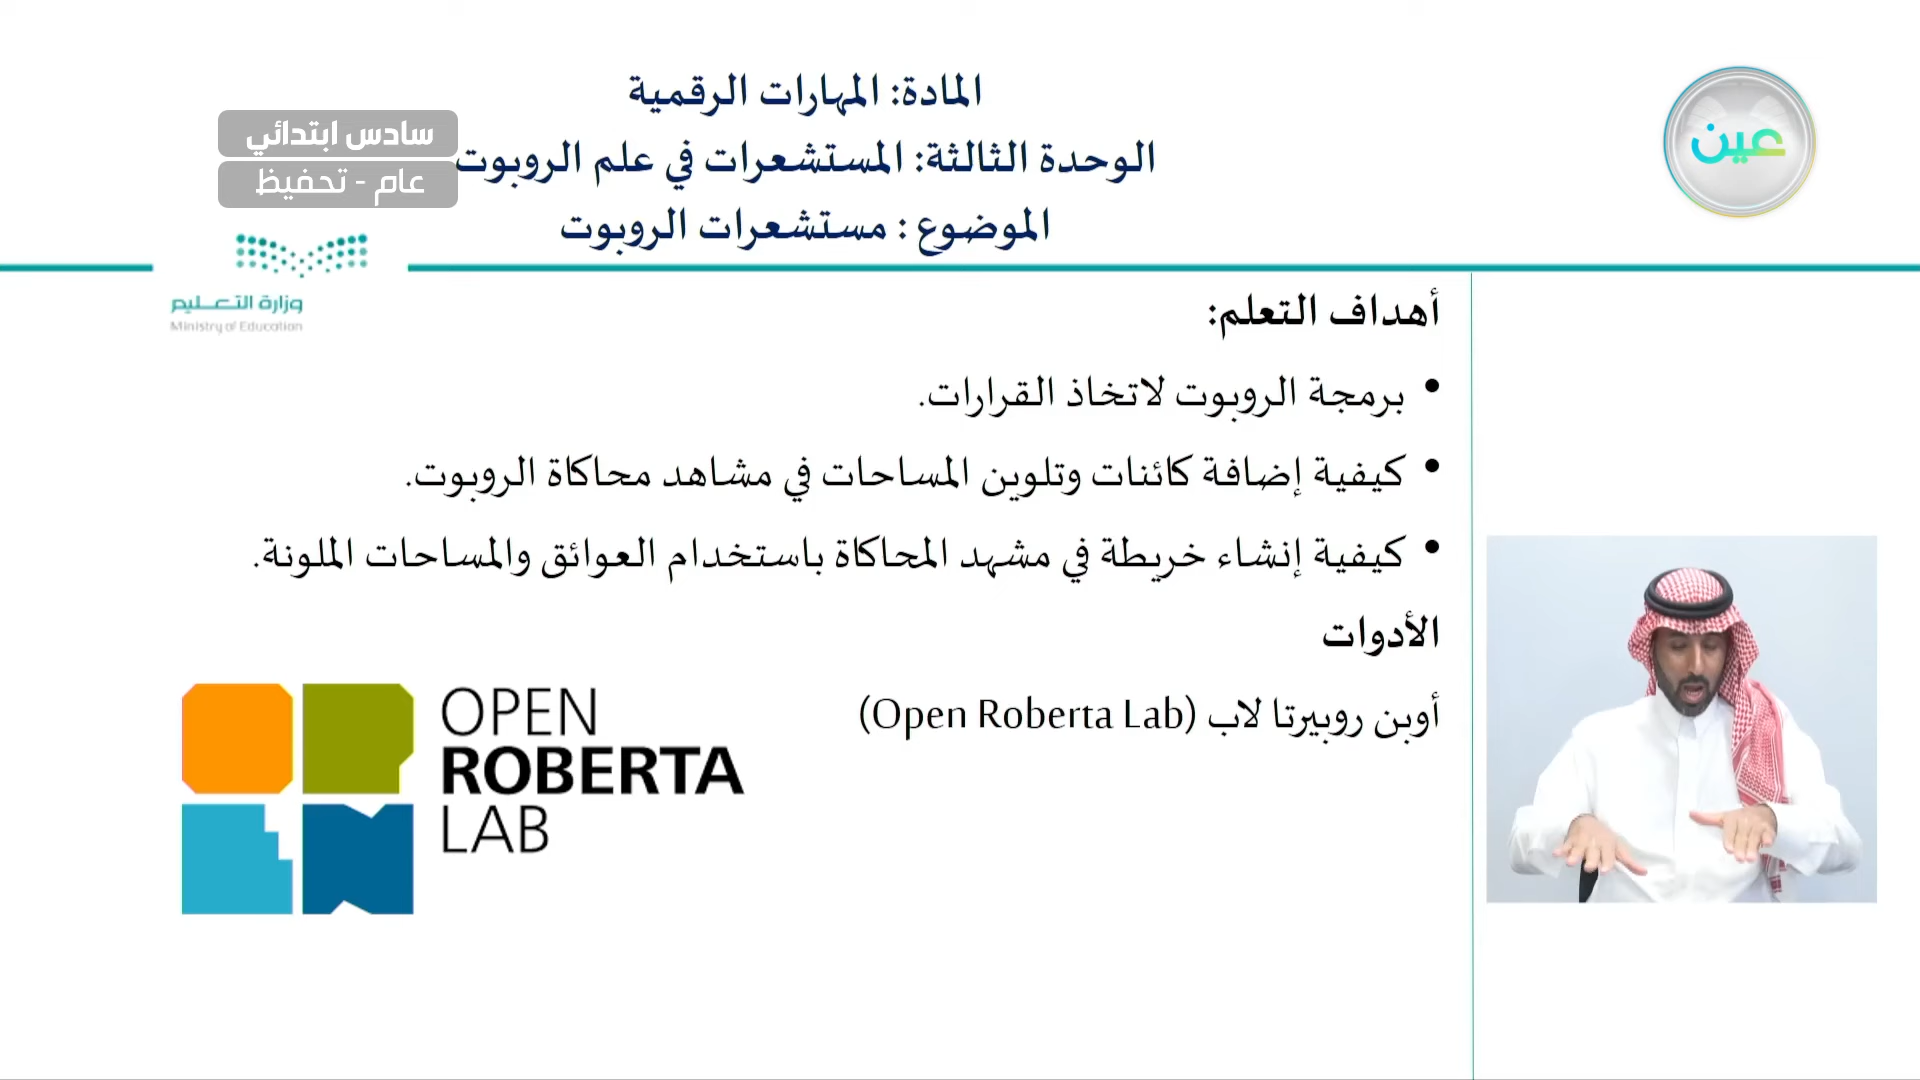 المادة: المهارات الرقمية
الوحدة الثالثة: المستشعرات في علم الروبوت
الموضوع : مستشعرات الروبوت
عين
سادس ابتدائي
عام - تحفيظ
وزارة التعليم
Ministry of Education
أهداف التعلم:
• برمجة الروبوت لاتخاذ القرارات.
• كيفية إضافة كائنات وتلوين المساحات في مشاهد محاكاة الروبوت.
• كيفية إنشاء خريطة في مشهد المحاكاة باستخدام العوائق والمساحات الملونة.
الأدوات
أوبن روبيرتا لاب (Open Roberta Lab)
OPEN
ROBERTA
LAB